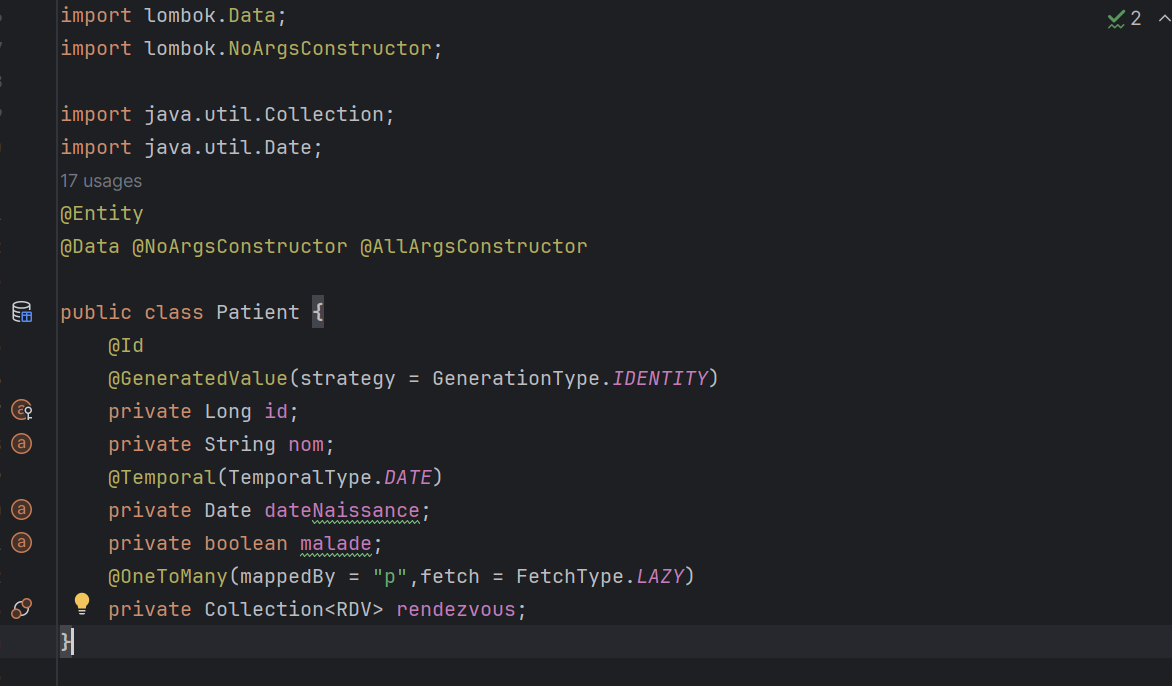 import lombok.Data;
2
import lombok.NoArgsConstructor;
import java.util.Collection;
import java.util.Date;
17 usages
@Entity
@Data @NoArgsConstructor @AllArgsConstructor
public class Patient {
@Id
@GeneratedValue(strategy = GenerationType.IDENTITY)
private Long id;
private String nom;
@Temporal(TemporalType.DATE)
private Date dateNaissance;
private boolean malade;
@OneToMany(mappedBy = "p",fetch = FetchType.LAZY)
private Collection<RDV> rendezvous;
}